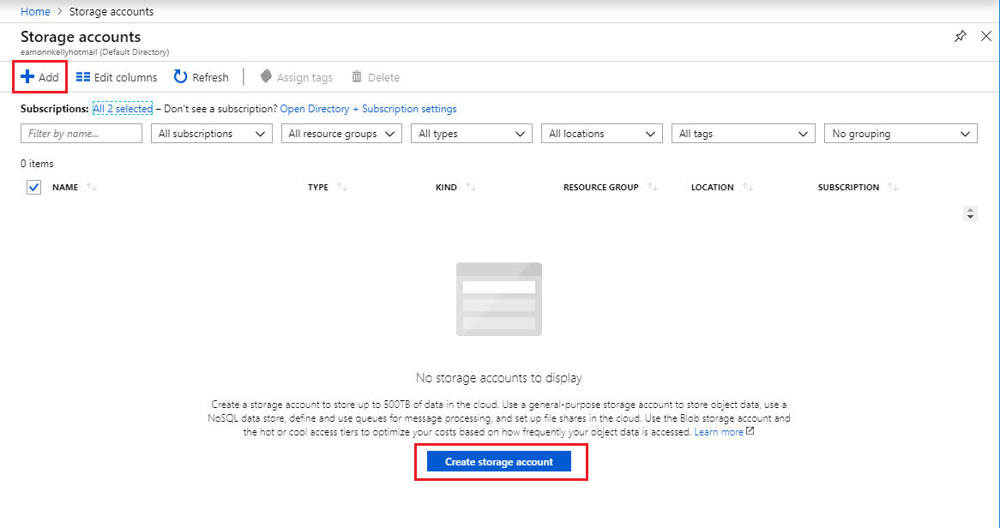 Home > Storage accounts
Storage accounts
eamonnkellyhotmail (Default Directory)
Add Edit columns Refresh Assign tags Delete
Subscriptions: All 2 selected – Don't see a subscription? Open Directory + Subscription settings
Filter by name... All subscriptions All resource groups All types All locations All tags No grouping
0 items
NAME TYPE KIND RESOURCE GROUP LOCATION SUBSCRIPTION
No storage accounts to display
Create a storage account to store up to 500TB of data in the cloud. Use a general-purpose storage account to store object data, use a
NoSQL data store, define and use queues for message processing, and set up file shares in the cloud. Use the Blob storage account and
the hot or cool access tiers to optimize your costs based on how frequently your object data is accessed. Learn more
Create storage account